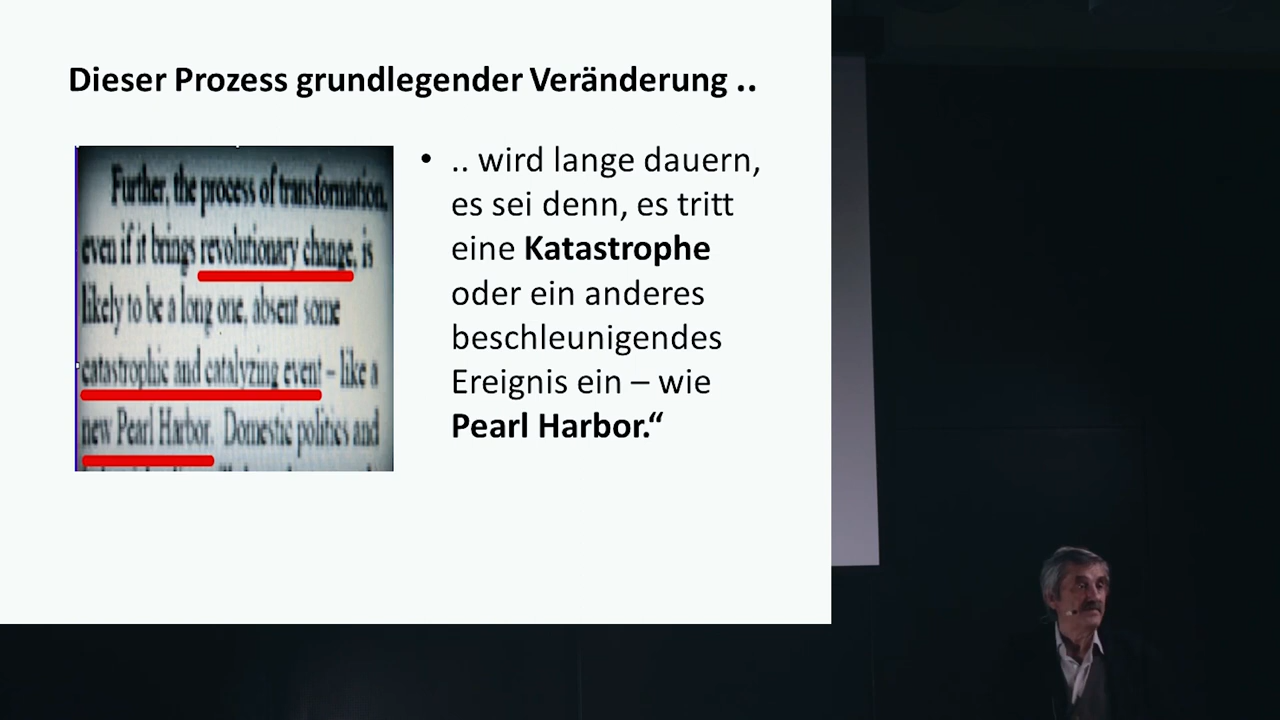 Dieser Prozess grundlegender Veränderung ..
Further, the process of transformation,
even if it brings revolutionary change, is
likely to be a long one, absent some
catastrophic and catalyzing event – like a
new Pearl Harbor. Domestic politics and
• .. wird lange dauern,
es sei denn, es tritt
eine Katastrophe
oder ein anderes
beschleunigendes
Ereignis ein – wie
Pearl Harbor.“